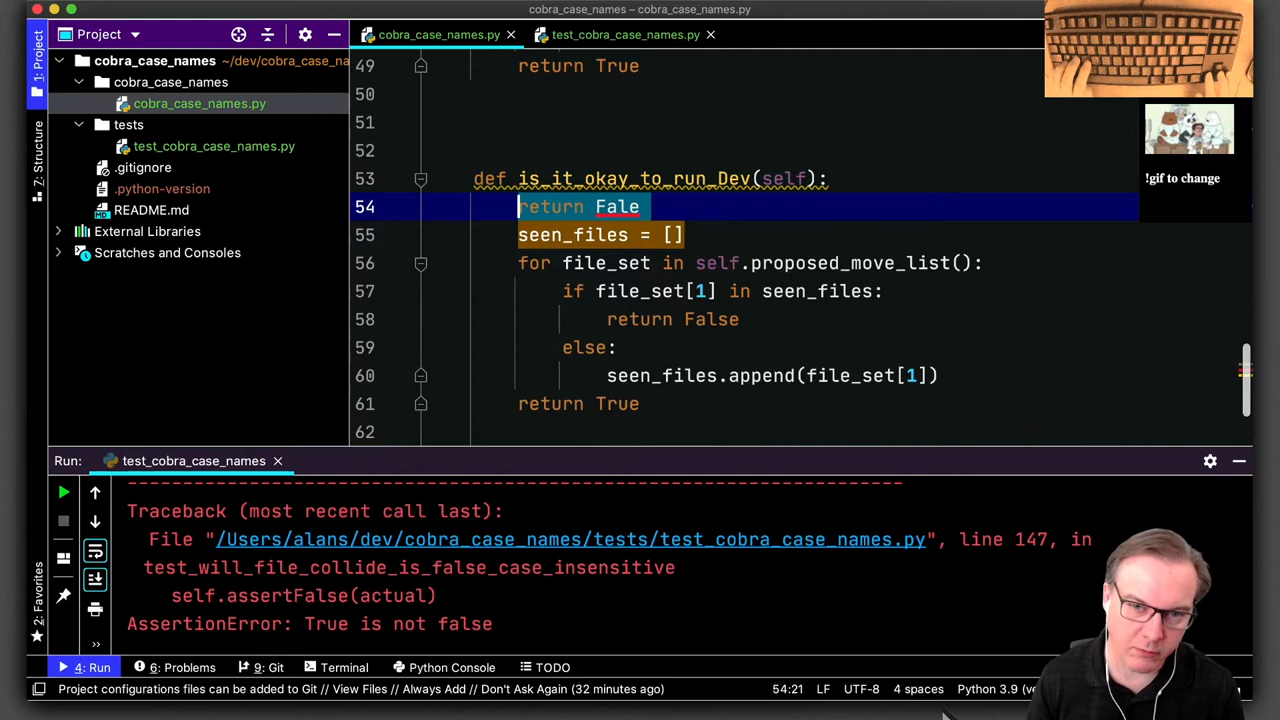 cobra_case_names – cobra_case_names.py
1: Project
7: Structure
2: Favorites
Project
cobra_case_names ~/dev/cobra_case_na
cobra_case_names
cobra_case_names.py
tests
test_cobra_case_names.py
.gitignore
.python-version
README.md
External Libraries
Scratches and Consoles
cobra_case_names.py
test_cobra_case_names.py
49 return True
50
51
52
53 def is_it_okay_to_run_Dev(self):
54 return Fale
55 seen_files = []
56 for file_set in self.proposed_move_list():
57 if file_set[1] in seen_files:
58 return False
59 else:
60 seen_files.append(file_set[1])
61 return True
62
!gif to change
Run: test_cobra_case_names
Traceback (most recent call last):
File "/Users/alans/dev/cobra_case_names/tests/test_cobra_case_names.py", line 147, in
test_will_file_collide_is_false_case_insensitive
self.assertFalse(actual)
AssertionError: True is not false
4: Run 6: Problems 9: Git Terminal Python Console TODO
Project configurations files can be added to Git // View Files // Always Add // Don't Ask Again (32 minutes ago) 54:21 LF UTF-8 4 spaces Python 3.9